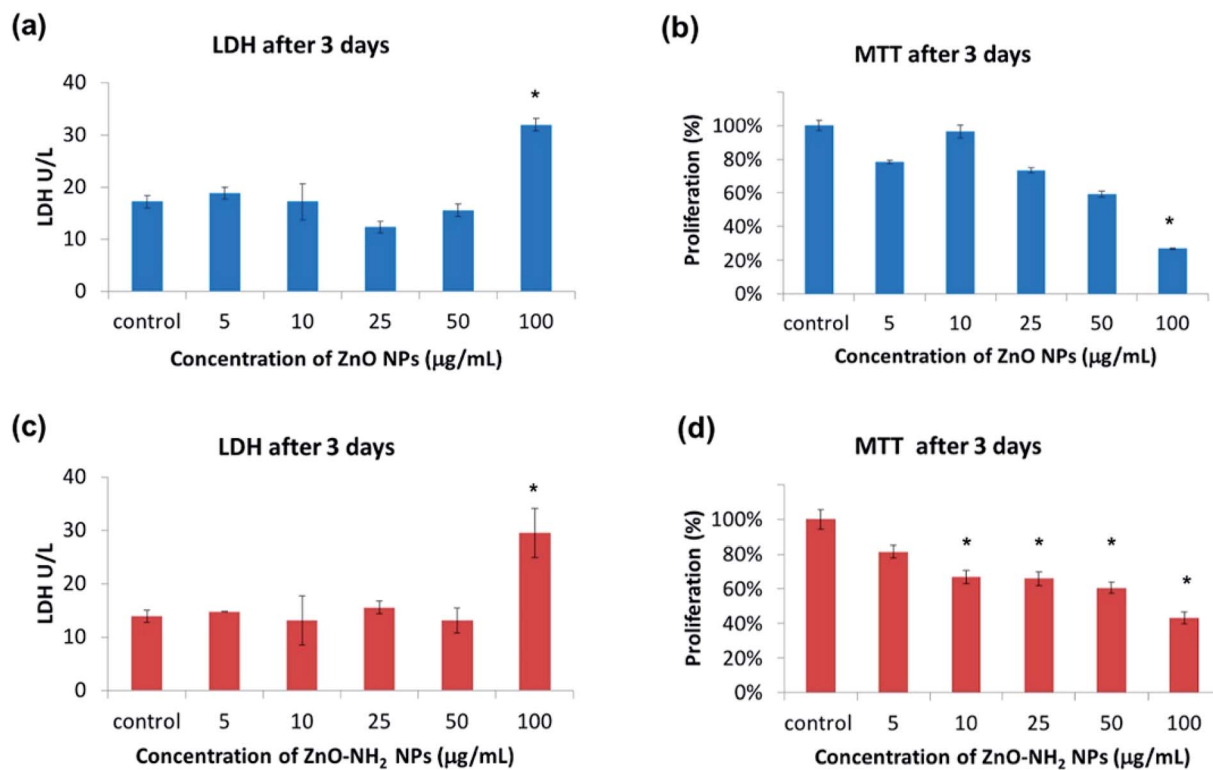 (a)
LDH after 3 days
LDH U/L
40
30
20
10
0
*
control 5 10 25 50 100
Concentration of ZnO NPs (μg/mL)
(b)
MTT after 3 days
Proliferation (%)
100%
80%
60%
40%
20%
0%
*
control 5 10 25 50 100
Concentration of ZnO NPs (μg/mL)
(c)
LDH after 3 days
LDH U/L
40
30
20
10
0
*
control 5 10 25 50 100
Concentration of ZnO-NH₂ NPs (μg/mL)
(d)
MTT after 3 days
Proliferation (%)
100%
80%
60%
40%
20%
0%
* * * *
control 5 10 25 50 100
Concentration of ZnO-NH₂ NPs (μg/mL)